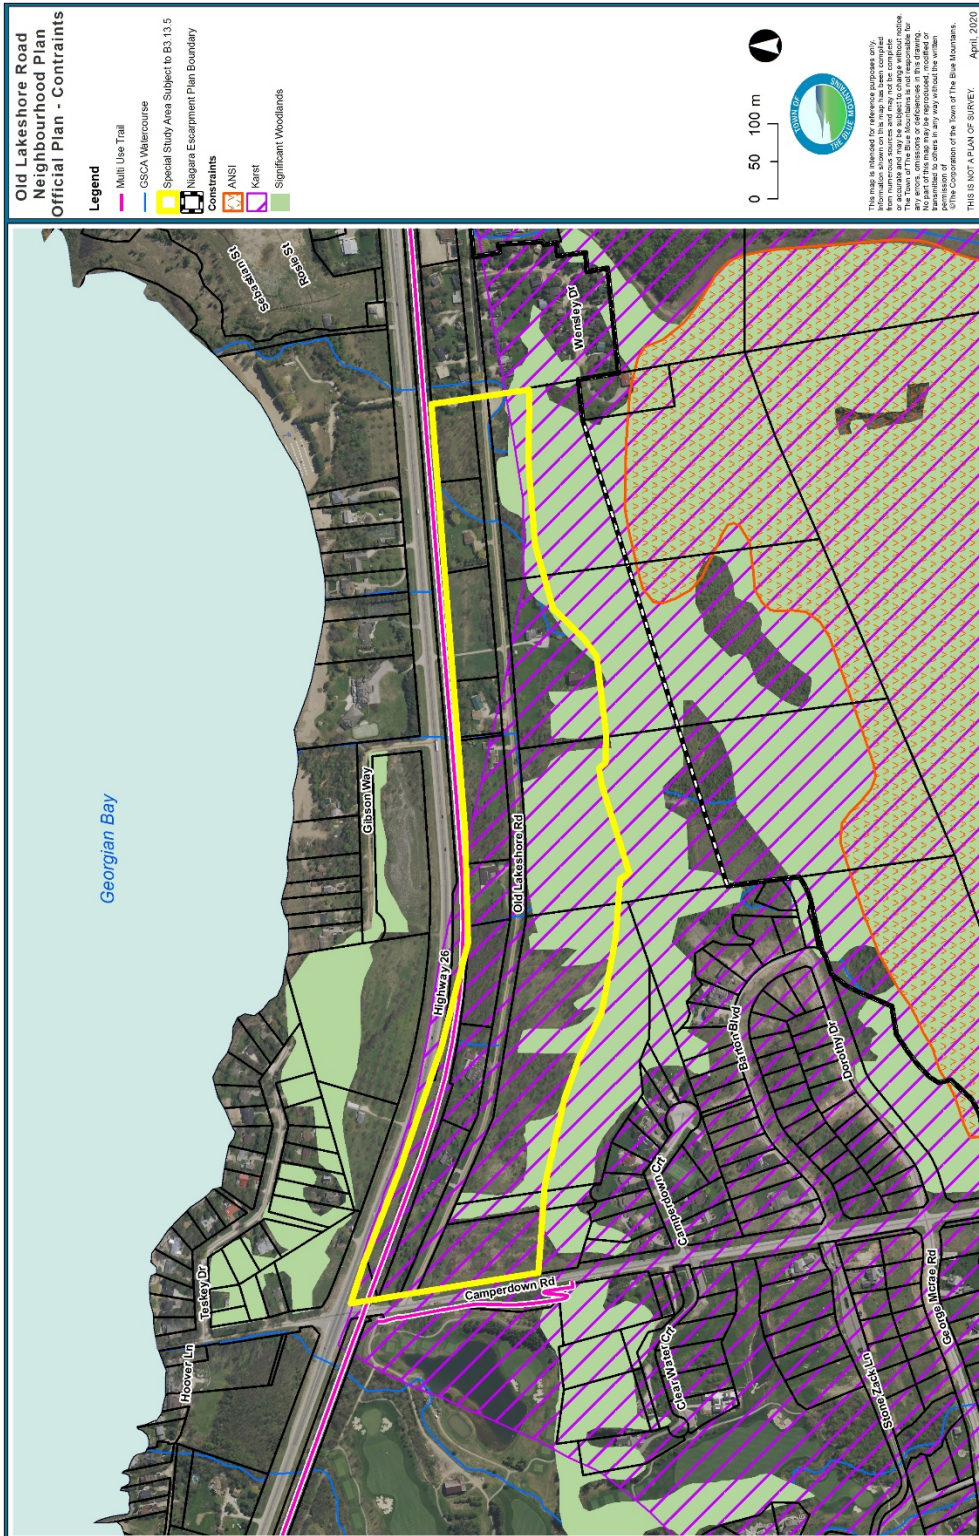 Old Lakeshore Road
Neighbourhood Plan
Official Plan - Contraints
Legend
Multi Use Trail
GSCA Watercourse
Special Study Area Subject to B3.13.5
Niagara Escarpment Plan Boundary
Constraints
ANSI
Karst
Significant Woodlands
0 50 100 m
TOWN OF
THE BLUE MOUNTAINS
This map is intended for reference purposes only.
Information shown on this map has been compiled
from numerous sources and may not be complete
or accurate and may be subject to change without notice.
The Town of The Blue Mountains is not responsible for
any errors, omissions or deficiencies in this drawing.
No part of this map may be reproduced, modified or
transmitted to others in any way without the written
permission of
©The Corporation of the Town of The Blue Mountains.
THIS IS NOT A PLAN OF SURVEY.
April, 2020
Georgian Bay
Sebastian St
Rosie St
Hoover Ln
Teskey Dr
Gibson Way
Highway 26
Old Lakeshore Rd
Wensley Dr
Camperdown Rd
Clear Water Crt
Camperdown Crt
Barton Blvd
Dorothy Dr
Stone Zack Ln
George Mcrae Rd